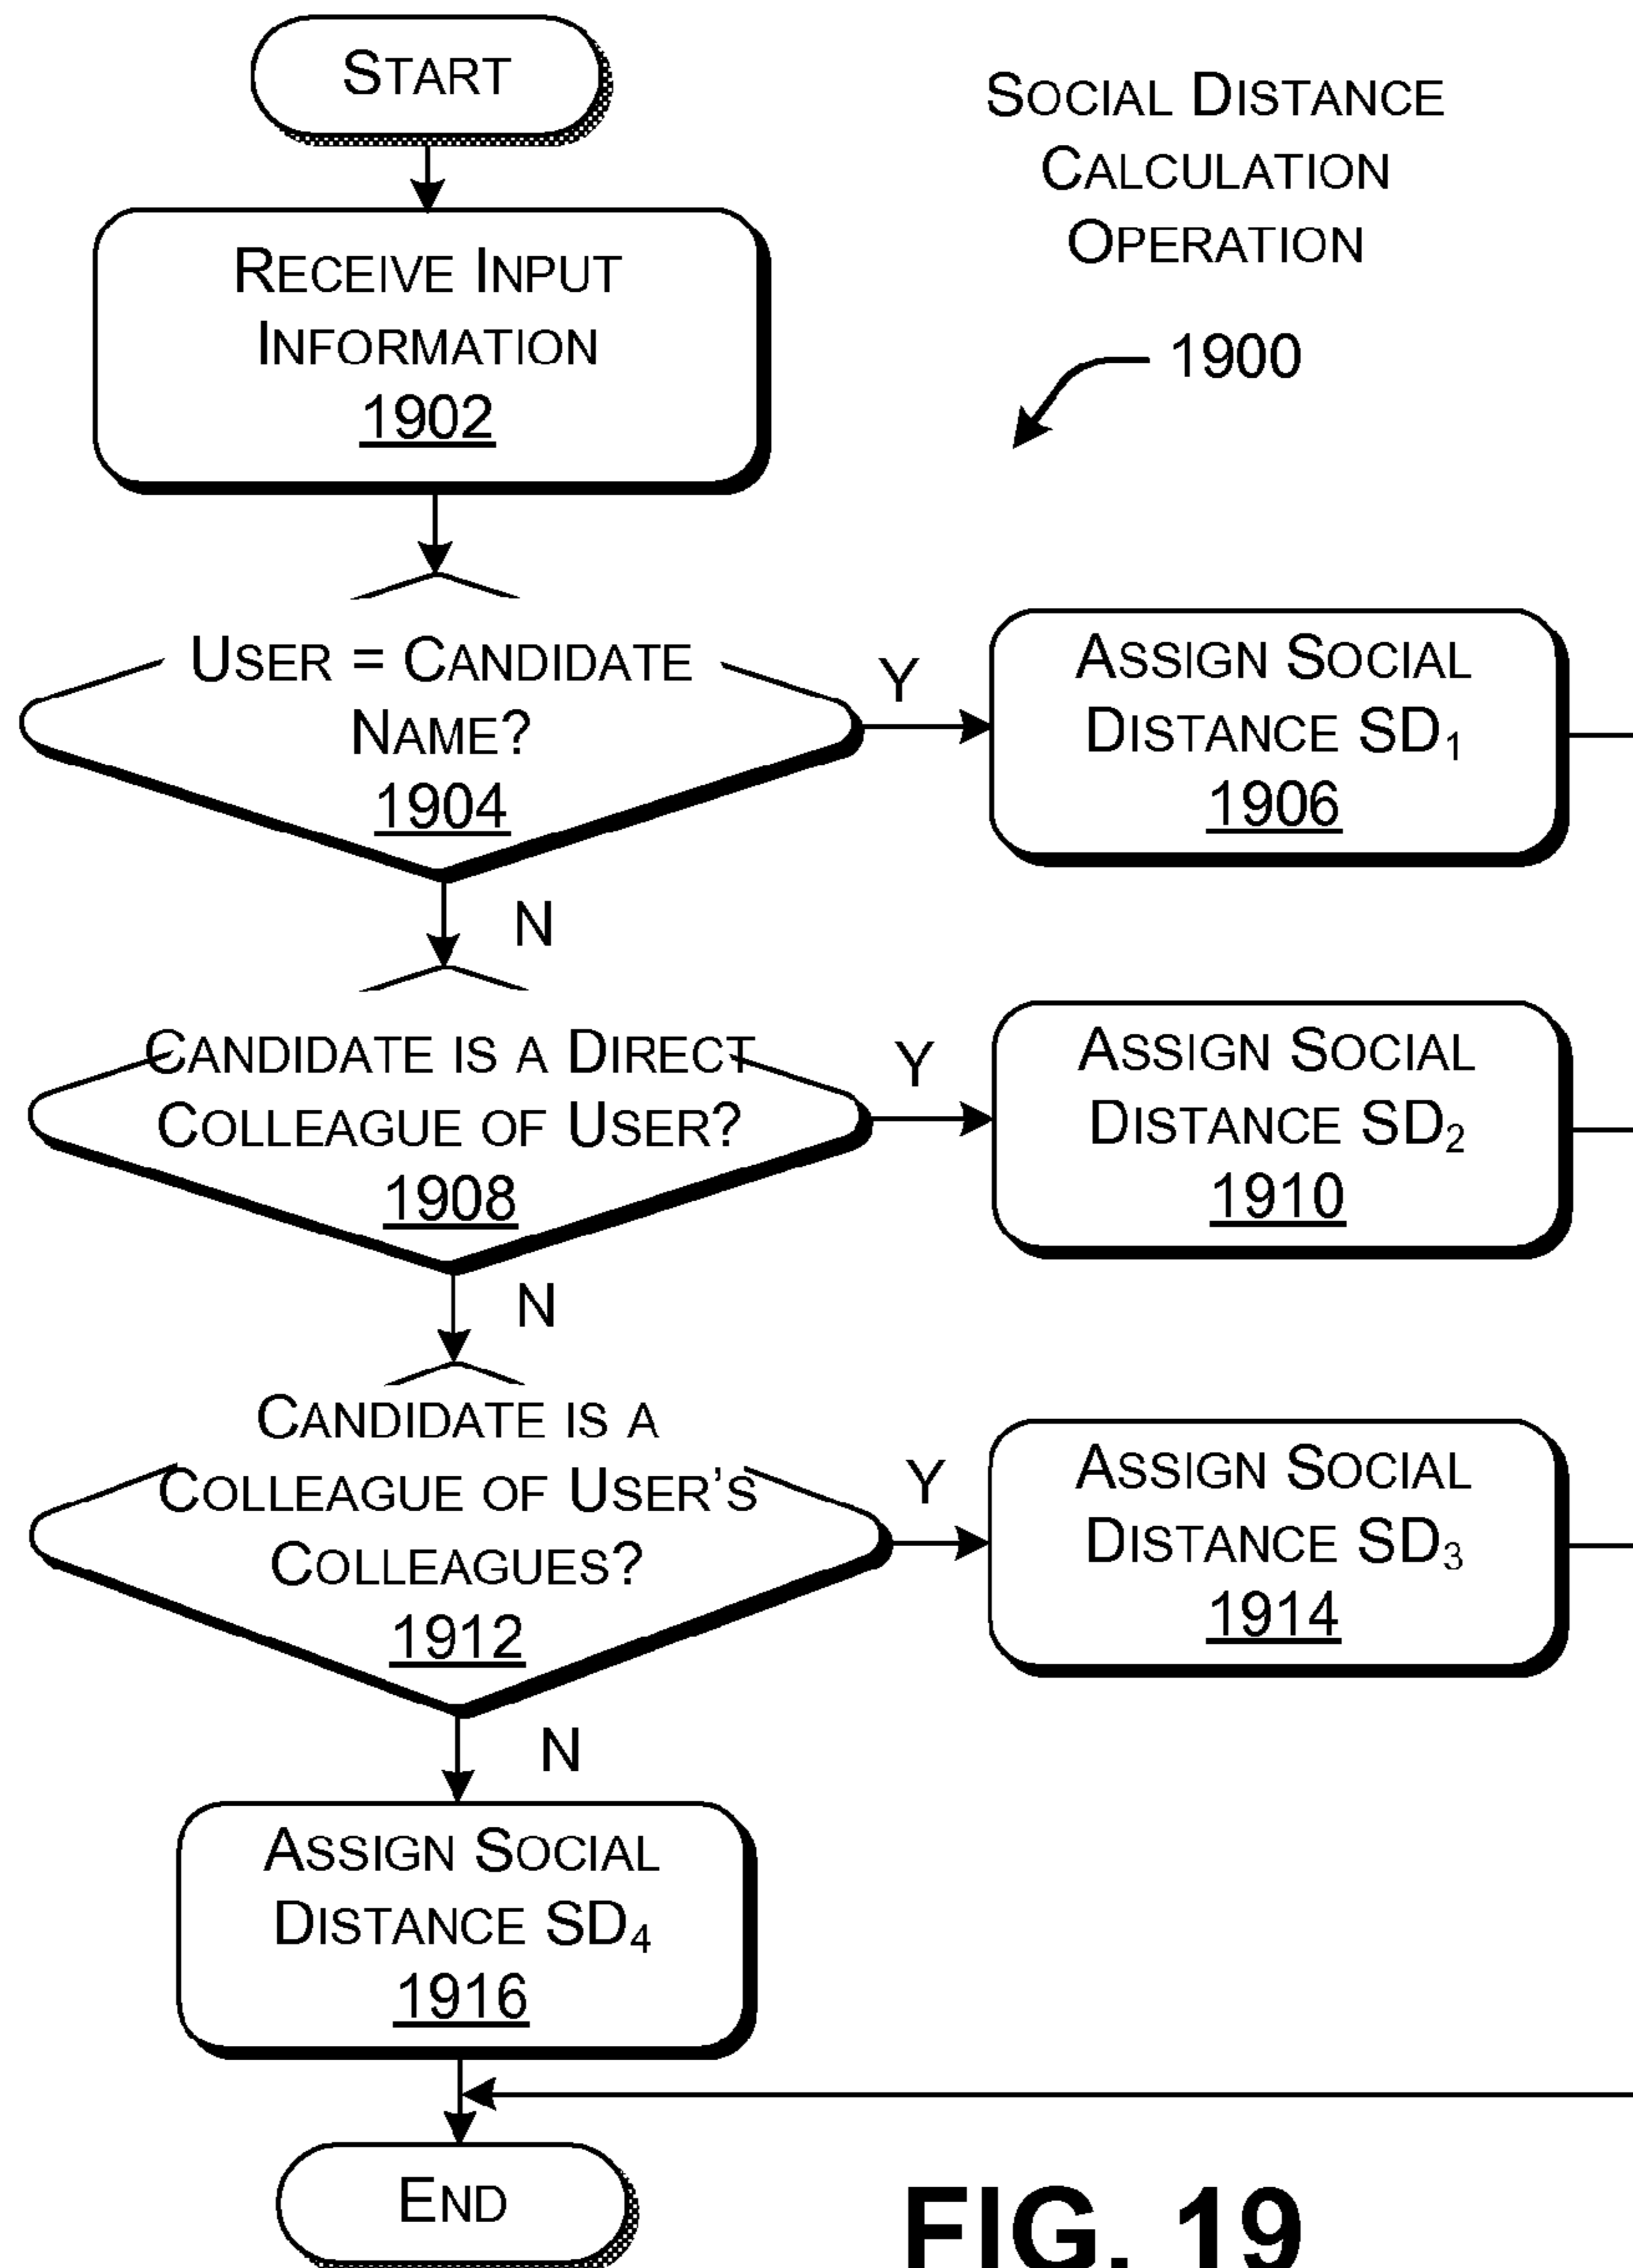 START
SOCIAL DISTANCE
CALCULATION
OPERATION
1900
RECEIVE INPUT
INFORMATION
1902
USER = CANDIDATE
NAME?
1904
Y
ASSIGN SOCIAL
DISTANCE SD₁
1906
N
CANDIDATE IS A DIRECT
COLLEAGUE OF USER?
1908
Y
ASSIGN SOCIAL
DISTANCE SD₂
1910
N
CANDIDATE IS A
COLLEAGUE OF USER'S
COLLEAGUES?
1912
Y
ASSIGN SOCIAL
DISTANCE SD₃
1914
N
ASSIGN SOCIAL
DISTANCE SD₄
1916
END
FIG. 19